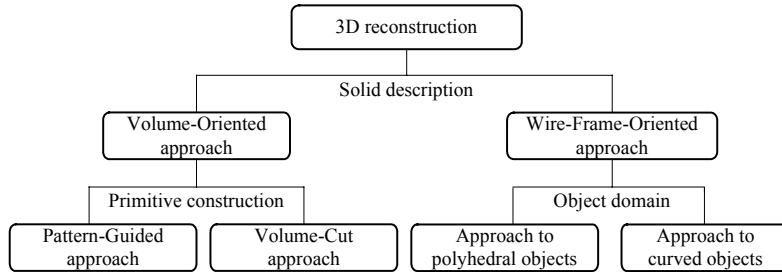 3D reconstruction
Solid description
Volume-Oriented
approach
Wire-Frame-Oriented
approach
Primitive construction
Object domain
Pattern-Guided
approach
Volume-Cut
approach
Approach to
polyhedral objects
Approach to
curved objects